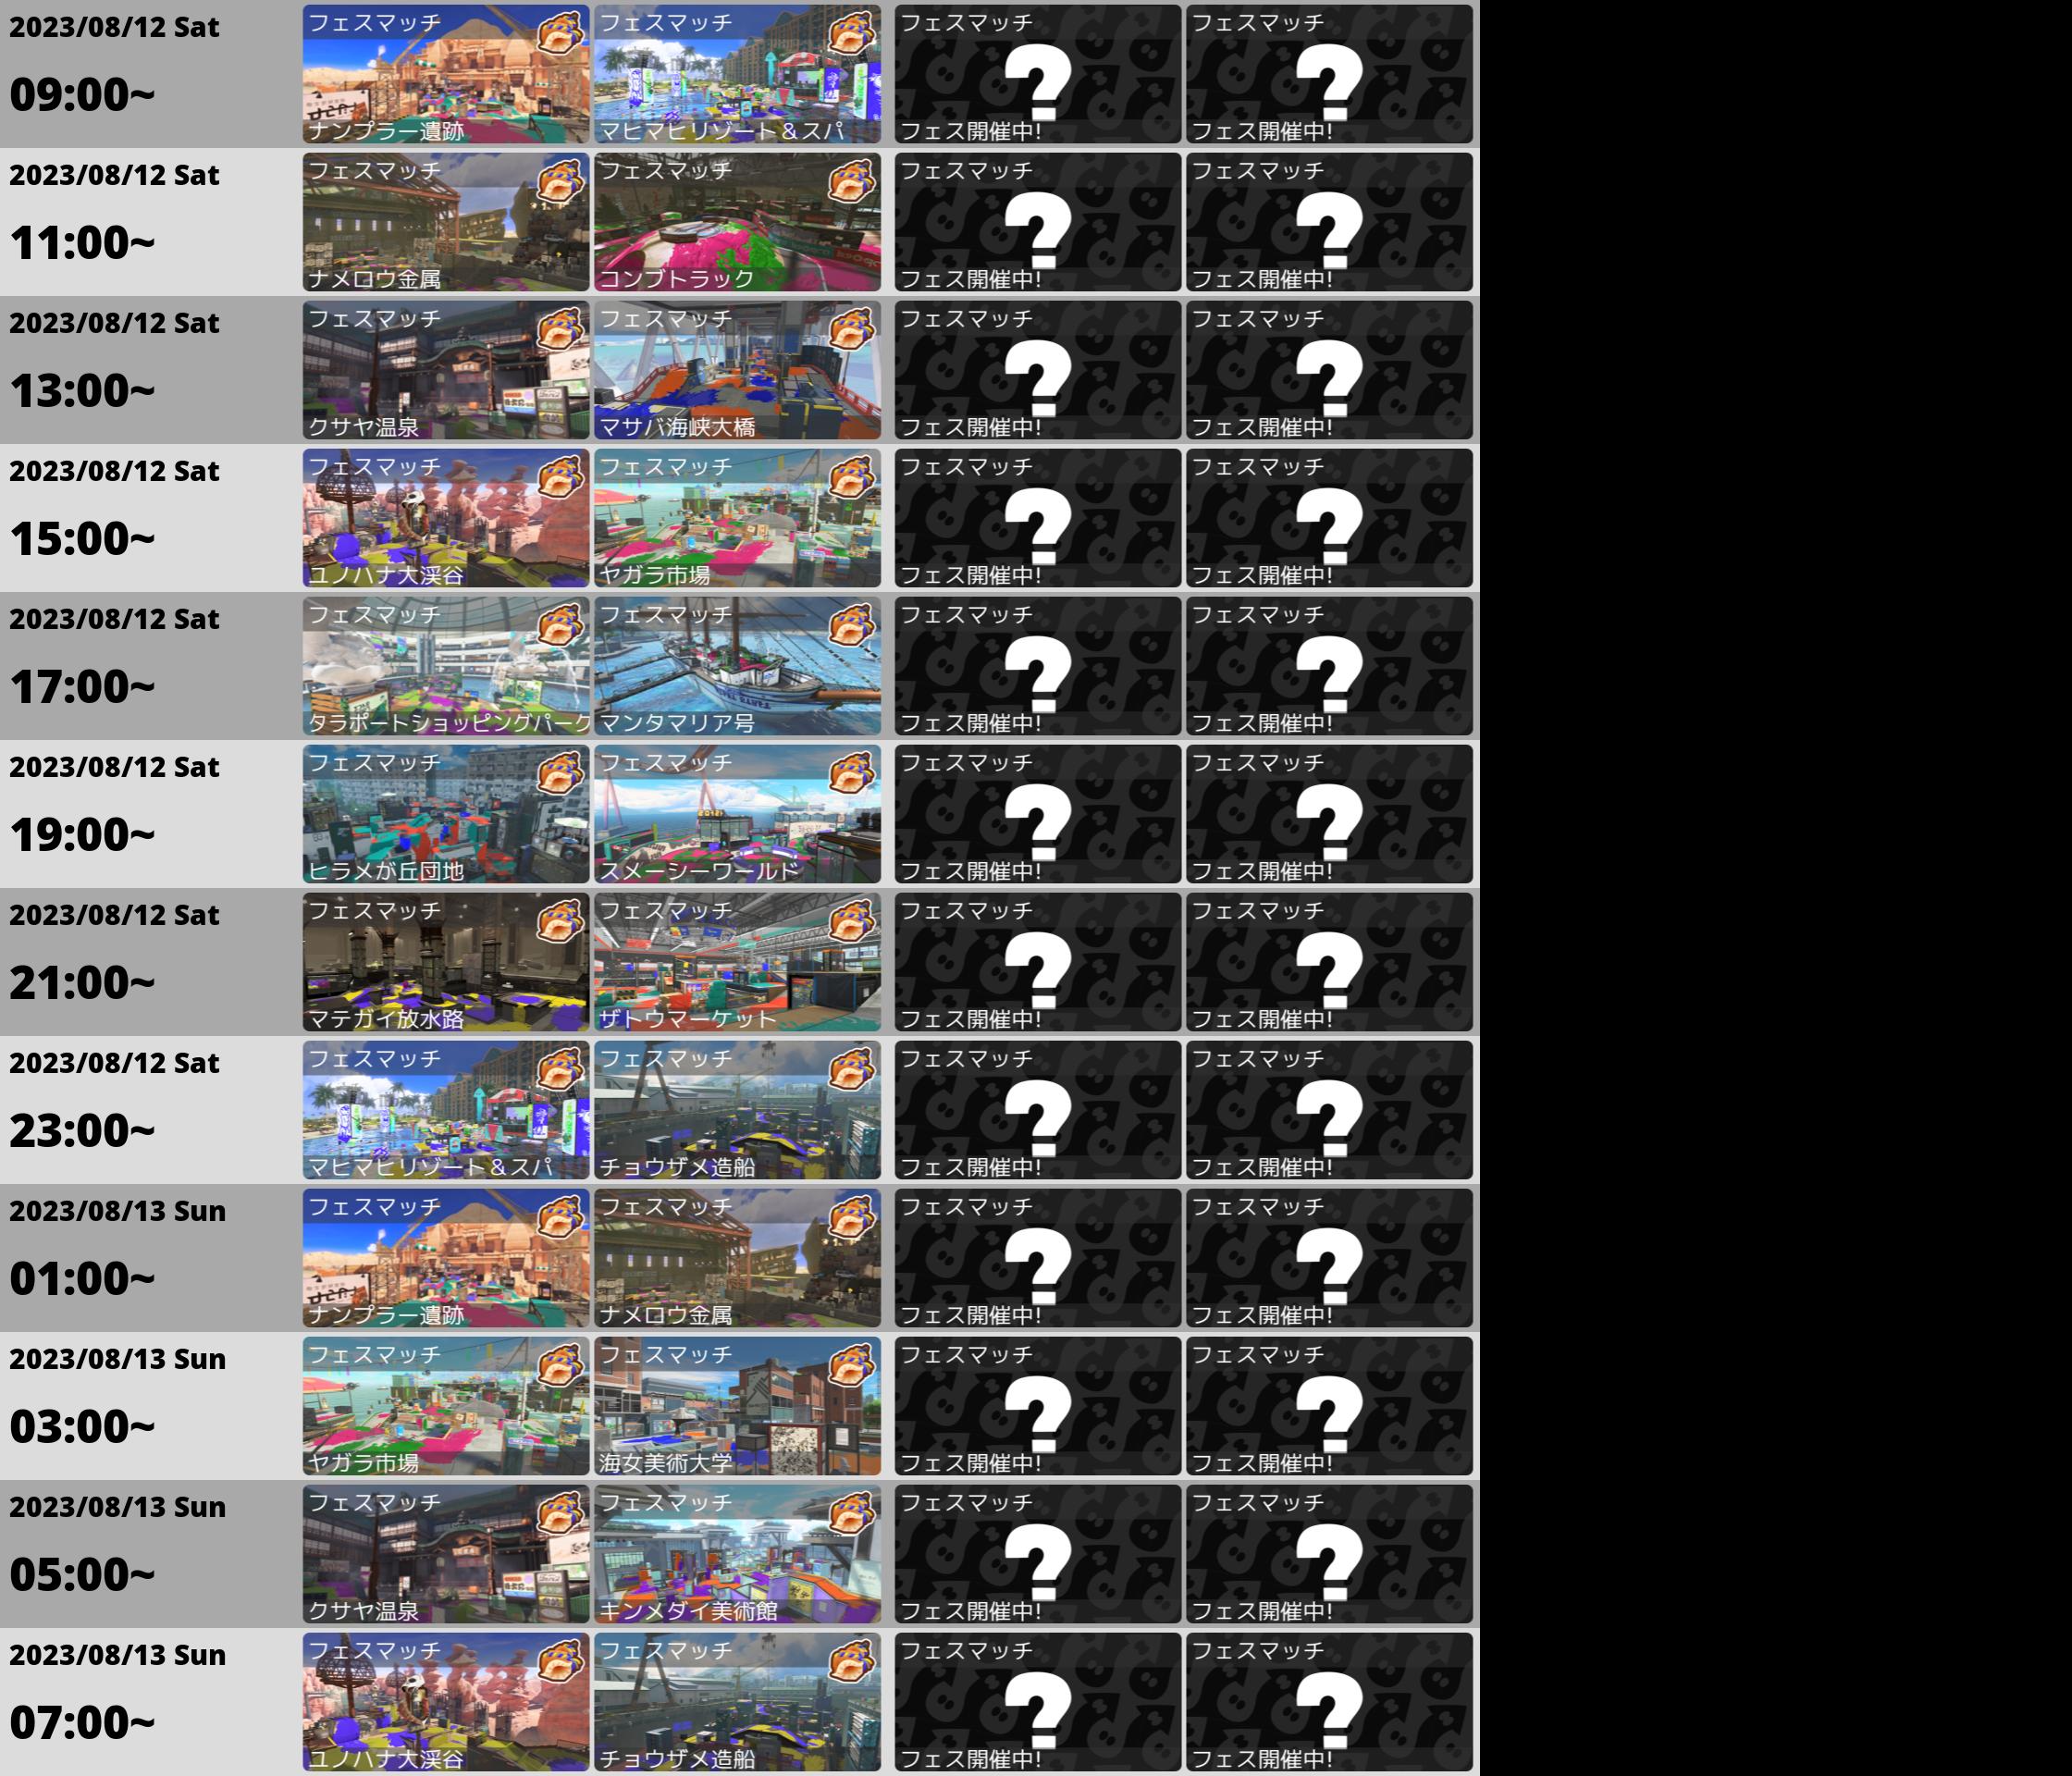 2023/08/12 Sat
09:00~
フェスマッチ
ナンプラー遺跡
フェスマッチ
マヒマヒリゾート&スパ
フェスマッチ
フェス開催中!
フェスマッチ
フェス開催中!
2023/08/12 Sat
11:00~
フェスマッチ
ナメロウ金属
フェスマッチ
コンブトラック
フェスマッチ
フェス開催中!
フェスマッチ
フェス開催中!
2023/08/12 Sat
13:00~
フェスマッチ
クサヤ温泉
フェスマッチ
マサバ海峡大橋
フェスマッチ
フェス開催中!
フェスマッチ
フェス開催中!
2023/08/12 Sat
15:00~
フェスマッチ
ユノハナ大渓谷
フェスマッチ
ヤガラ市場
フェスマッチ
フェス開催中!
フェスマッチ
フェス開催中!
2023/08/12 Sat
17:00~
フェスマッチ
タラポートショッピングパーク
フェスマッチ
マンタマリア号
フェスマッチ
フェス開催中!
フェスマッチ
フェス開催中!
2023/08/12 Sat
19:00~
フェスマッチ
ヒラメが丘団地
フェスマッチ
スメーシーワールド
フェスマッチ
フェス開催中!
フェスマッチ
フェス開催中!
2023/08/12 Sat
21:00~
フェスマッチ
マテガイ放水路
フェスマッチ
ザトウマーケット
フェスマッチ
フェス開催中!
フェスマッチ
フェス開催中!
2023/08/12 Sat
23:00~
フェスマッチ
マヒマヒリゾート&スパ
フェスマッチ
チョウザメ造船
フェスマッチ
フェス開催中!
フェスマッチ
フェス開催中!
2023/08/13 Sun
01:00~
フェスマッチ
ナンプラー遺跡
フェスマッチ
ナメロウ金属
フェスマッチ
フェス開催中!
フェスマッチ
フェス開催中!
2023/08/13 Sun
03:00~
フェスマッチ
ヤガラ市場
フェスマッチ
海女美術大学
フェスマッチ
フェス開催中!
フェスマッチ
フェス開催中!
2023/08/13 Sun
05:00~
フェスマッチ
クサヤ温泉
フェスマッチ
キンメダイ美術館
フェスマッチ
フェス開催中!
フェスマッチ
フェス開催中!
2023/08/13 Sun
07:00~
フェスマッチ
ユノハナ大渓谷
フェスマッチ
チョウザメ造船
フェスマッチ
フェス開催中!
フェスマッチ
フェス開催中!